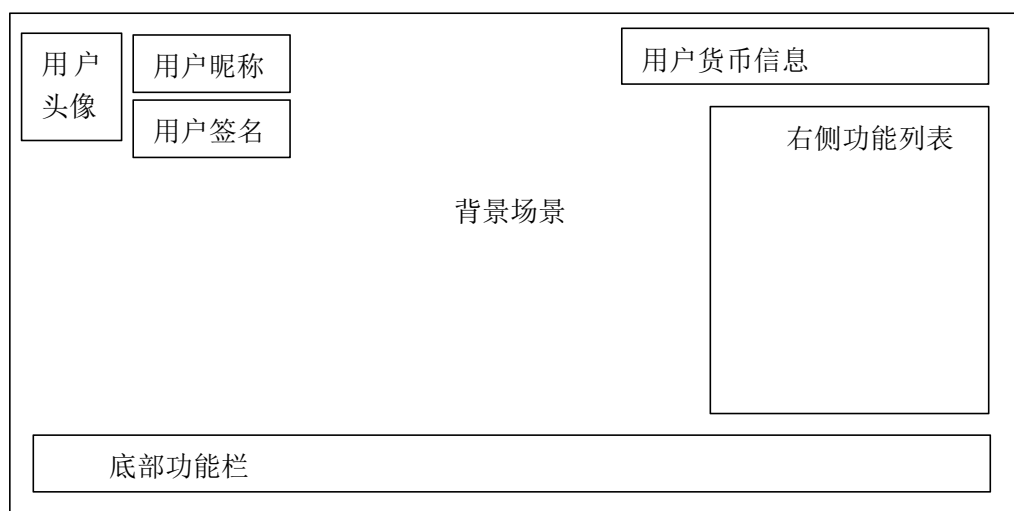 用户
头像
用户昵称
用户签名
用户货币信息
右侧功能列表
背景场景
底部功能栏